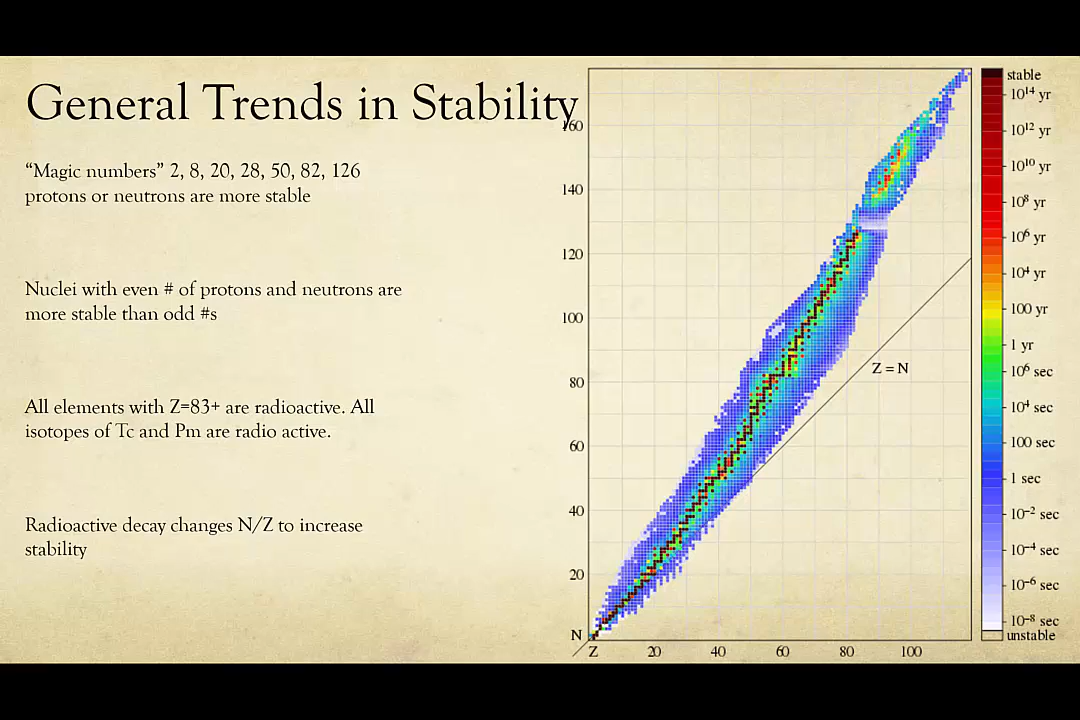 General Trends in Stability
“Magic numbers” 2, 8, 20, 28, 50, 82, 126
protons or neutrons are more stable
Nuclei with even # of protons and neutrons are
more stable than odd #s
All elements with Z=83+ are radioactive. All
isotopes of Tc and Pm are radio active.
Radioactive decay changes N/Z to increase
stability
160
140
120
100
80
60
40
20
N
Z
20
40
60
80
100
Z = N
stable
10¹⁴ yr
10¹² yr
10¹⁰ yr
10⁸ yr
10⁶ yr
10⁴ yr
100 yr
1 yr
10⁶ sec
10⁴ sec
100 sec
1 sec
10⁻² sec
10⁻⁴ sec
10⁻⁶ sec
10⁻⁸ sec
unstable